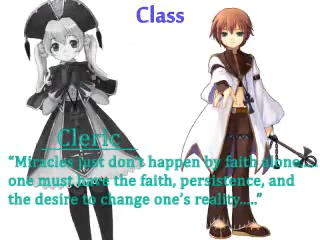 Class
Cleric
“Miracles just don’t happen by faith alone....
one must have the faith, persistence, and
the desire to change one’s reality.....”